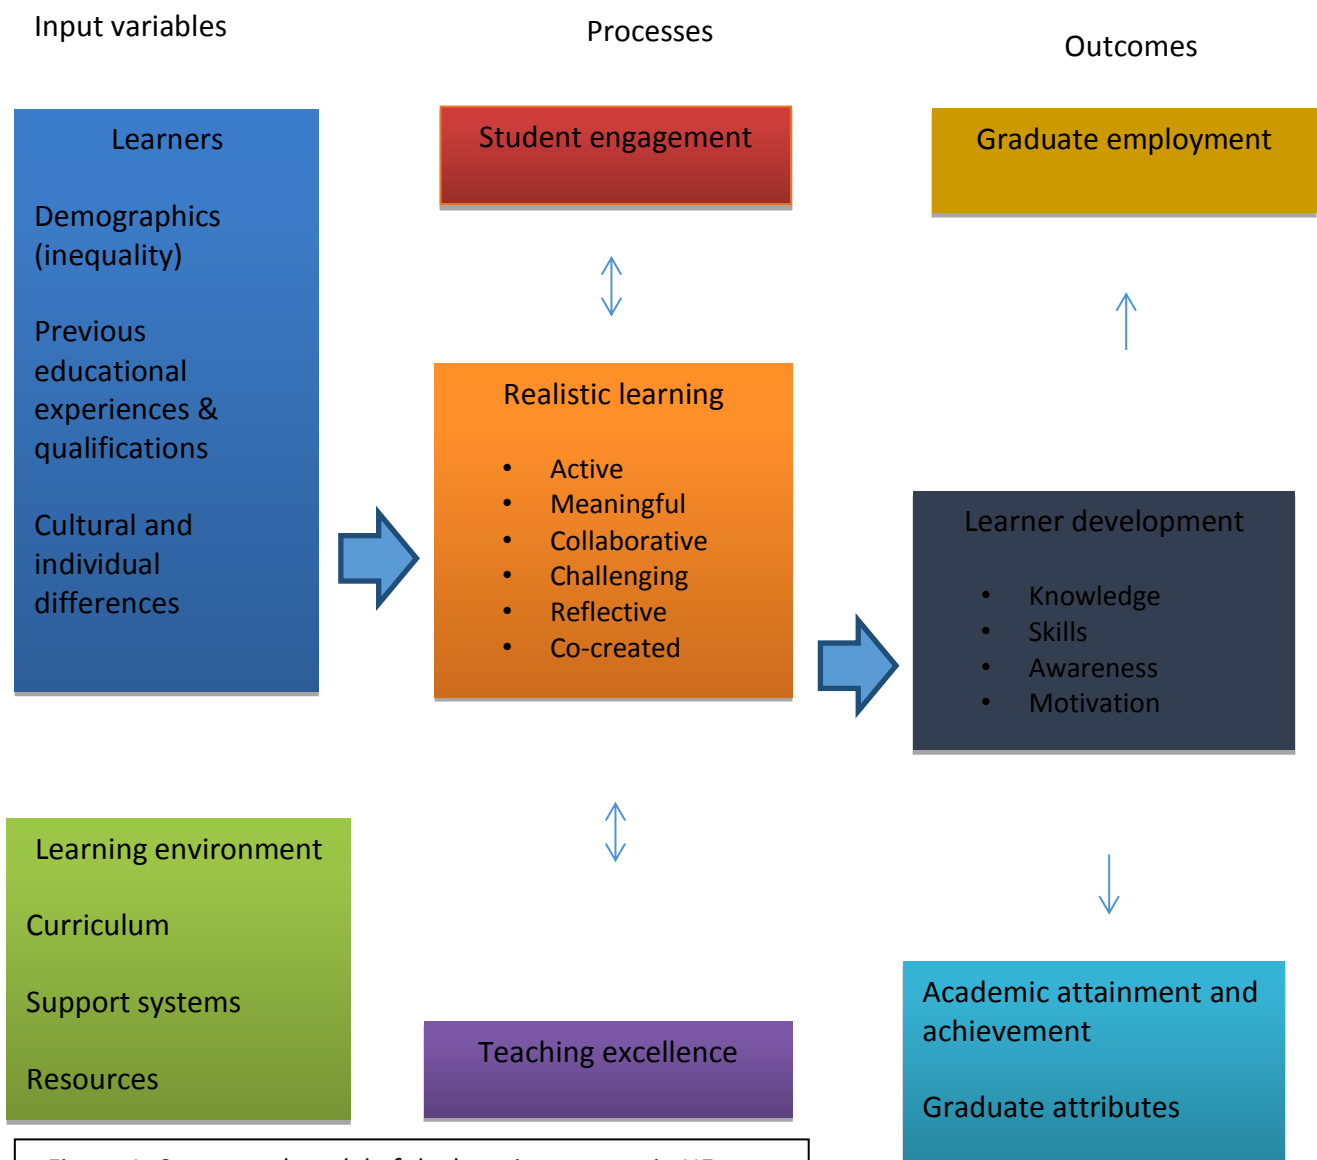 Input variables
Processes
Outcomes
Learners
Demographics
(inequality)
Previous
educational
experiences &
qualifications
Cultural and
individual
differences
Learning environment
Curriculum
Support systems
Resources
Student engagement
Realistic learning
• Active
• Meaningful
• Collaborative
• Challenging
• Reflective
• Co-created
Teaching excellence
Graduate employment
Learner development
• Knowledge
• Skills
• Awareness
• Motivation
Academic attainment and
achievement
Graduate attributes